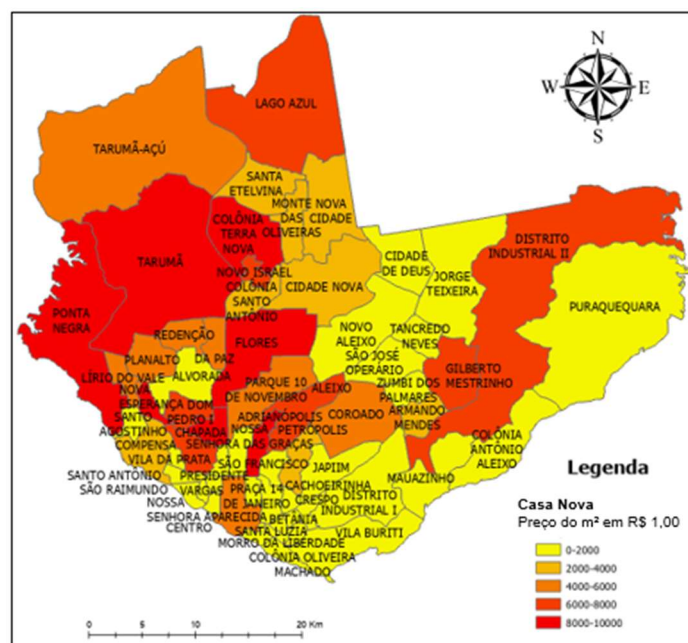 N
W E
S
LAGO AZUL
TARUMÃ-AÇÚ
SANTA
ETELVINA
MONTE
DAS
OLIVEIRAS
NOVA
CIDADE
COLÔNIA
TERRA
NOVA
TARUMÃ
NOVO ISRAEL
COLÔNIA
SANTO
ANTÔNIO
CIDADE NOVA
CIDADE
DE DEUS
JORGE
TEIXEIRA
DISTRITO
INDUSTRIAL II
PURAQUEQUARA
PONTA
NEGRA
REDENÇÃO
PLANALTO
DA PAZ
ALVORADA
FLORES
NOVO
ALEIXO
TANCREDO
NEVES
SÃO JOSÉ
OPERÁRIO
LÍRIO DO VALE
NOVA
ESPERANÇA
DOM
PEDRO I
PARQUE 10
DE NOVEMBRO
ALEIXO
ZUMBI DOS
PALMARES
GILBERTO
MESTRINHO
SANTO
AGOSTINHO
CHAPADA
ADRIANÓPOLIS
PETRÓPOLIS
COROADO
ARMANDO
MENDES
COMPENSA
NOSSA
SENHORA DAS GRAÇAS
COLÔNIA
ANTÔNIO
ALEIXO
VILA DA PRATA
SÃO FRANCISCO
JAPIIM
MAUAZINHO
SANTO ANTÔNIO
SÃO RAIMUNDO
PRESIDENTE
VARGAS
PRAÇA 14
DE JANEIRO
CACHOEIRINHA
CRESPO
DISTRITO
INDUSTRIAL I
NOSSA
SENHORA APARECIDA
CENTRO
BETÂNIA
SANTA LUZIA
VILA BURITI
MORRO DA LIBERDADE
COLÔNIA OLIVEIRA
MACHADO
Legenda
Casa Nova
Preço do m² em R$ 1,00
0-2000
2000-4000
4000-6000
6000-8000
8000-10000
0 5 10 20 Km